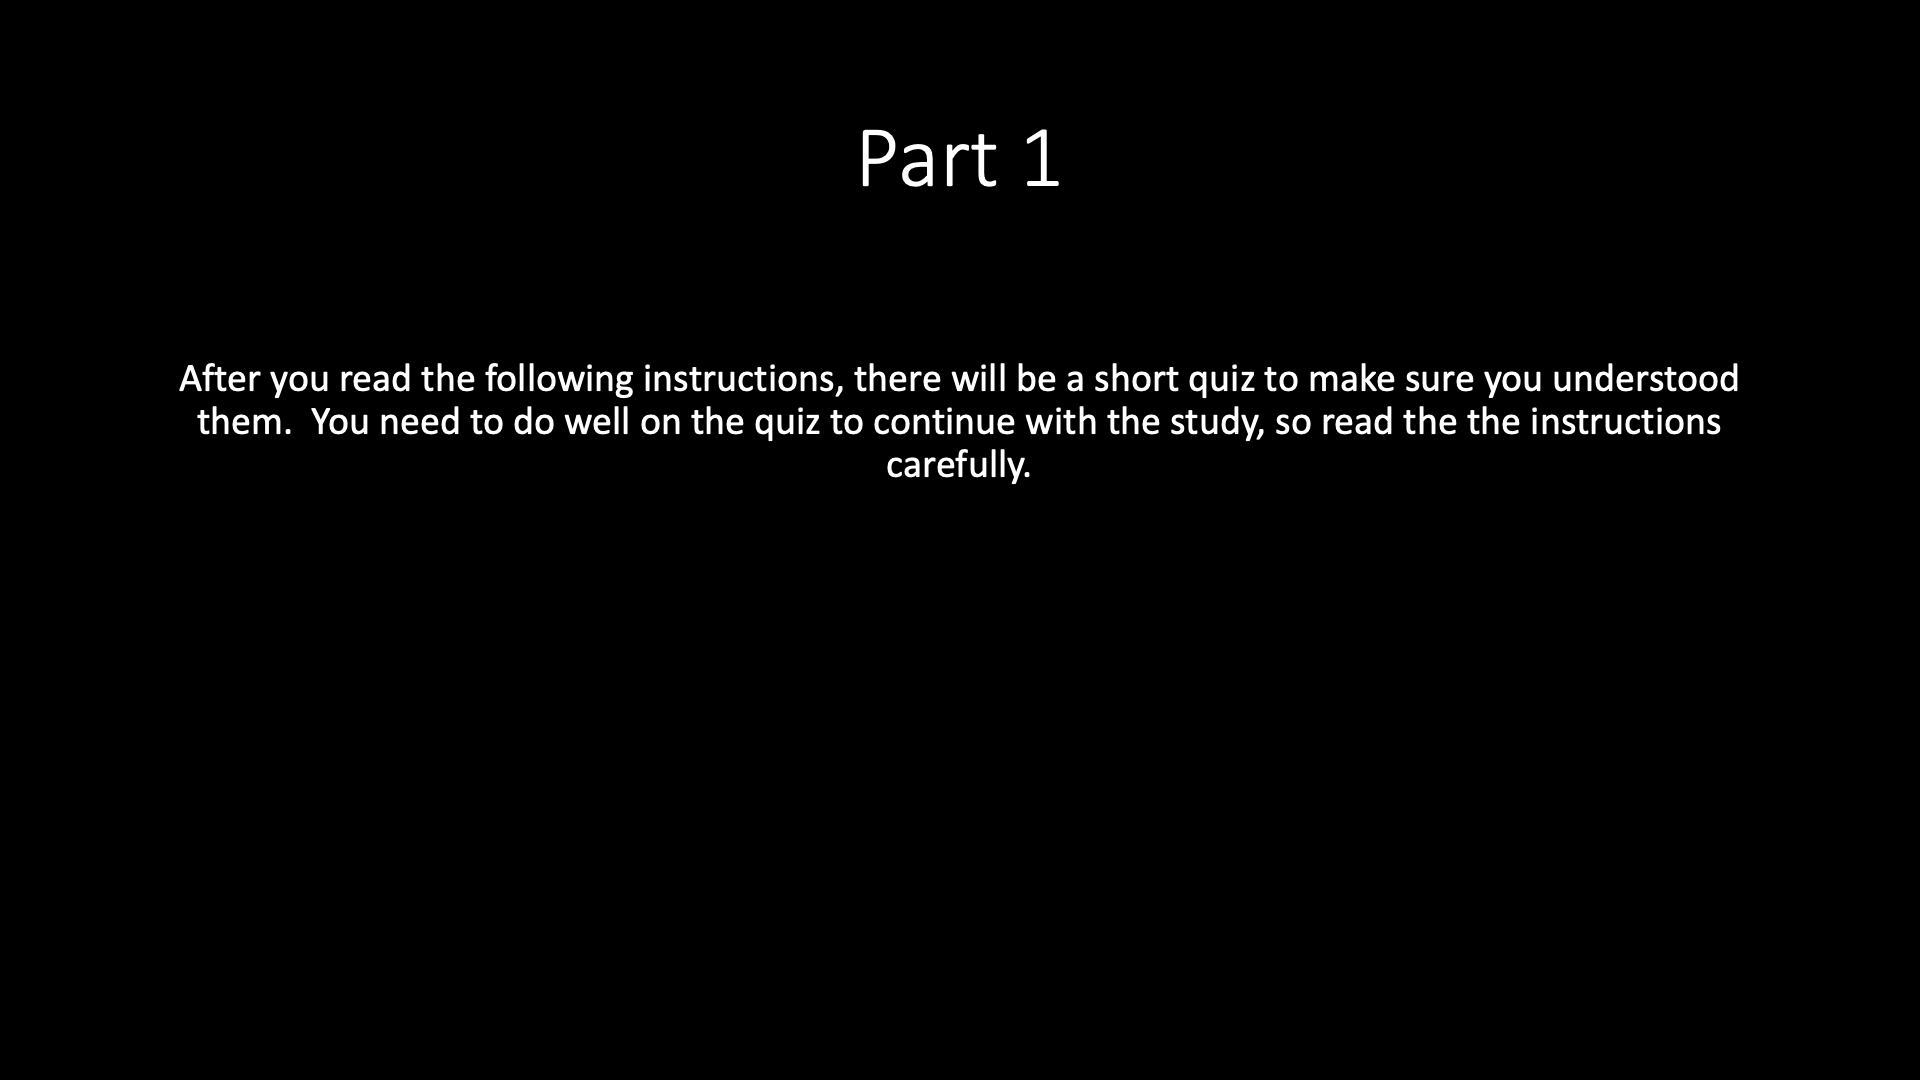 Part 1
After you read the following instructions, there will be a short quiz to make sure you understood
them.  You need to do well on the quiz to continue with the study, so read the the instructions
carefully.